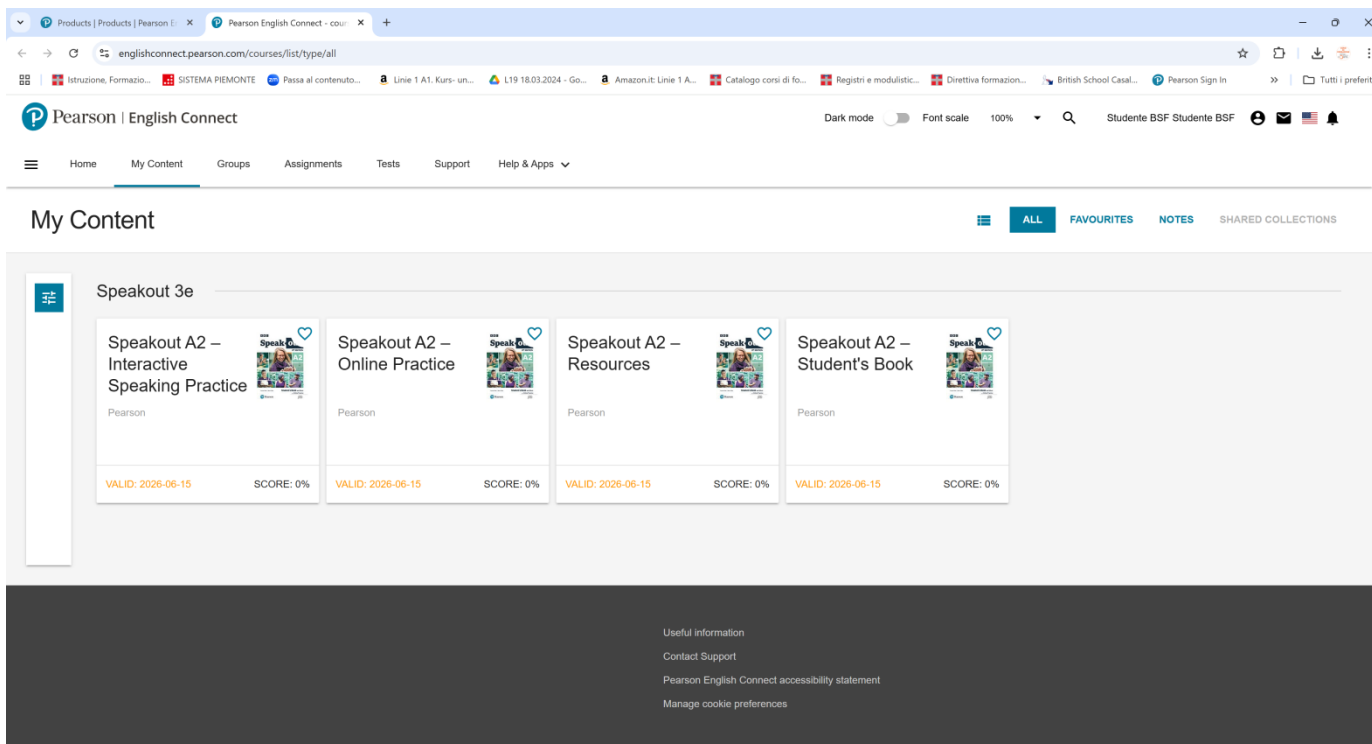 Products | Products | Pearson E
Pearson English Connect - cour
englishconnect.pearson.com/courses/list/type/all
Istruzione, Formazio...
SISTEMA PIEMONTE
Passa al contenuto...
Linie 1 A1. Kurs- un...
L19 18.03.2024 - Go...
Amazon.it: Linie 1 A...
Catalogo corsi di fo...
Registri e modulistic...
Direttiva formazion...
British School Casal...
Pearson Sign In
Tutti i preferit
Pearson | English Connect
Dark mode
Font scale
100%
Studente BSF Studente BSF
Home
My Content
Groups
Assignments
Tests
Support
Help & Apps
My Content
ALL
FAVOURITES
NOTES
SHARED COLLECTIONS
Speakout 3e
Speakout A2 –
Interactive
Speaking Practice
Pearson
VALID: 2026-06-15
SCORE: 0%
Speakout A2 –
Online Practice
Pearson
VALID: 2026-06-15
SCORE: 0%
Speakout A2 –
Resources
Pearson
VALID: 2026-06-15
SCORE: 0%
Speakout A2 –
Student's Book
Pearson
VALID: 2026-06-15
SCORE: 0%
Useful information
Contact Support
Pearson English Connect accessibility statement
Manage cookie preferences